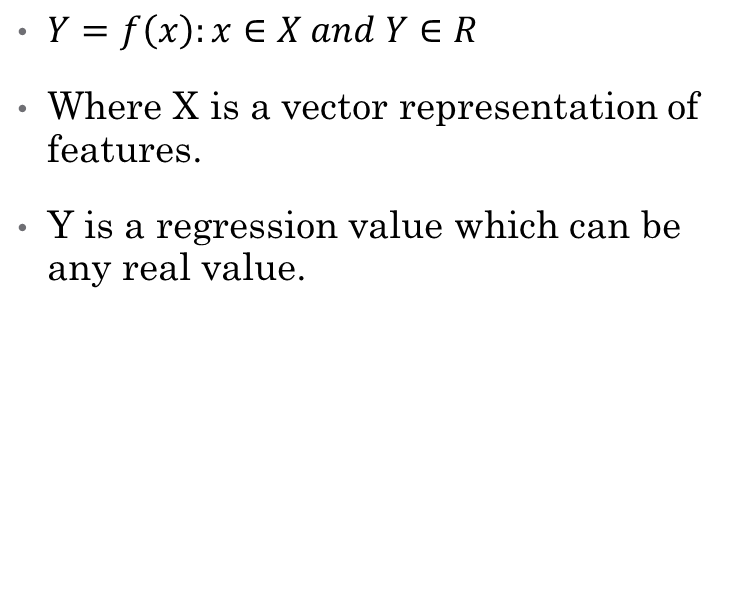 • Y = f(x): x ∈ X and Y ∈ R
• Where X is a vector representation of
features.
• Y is a regression value which can be
any real value.